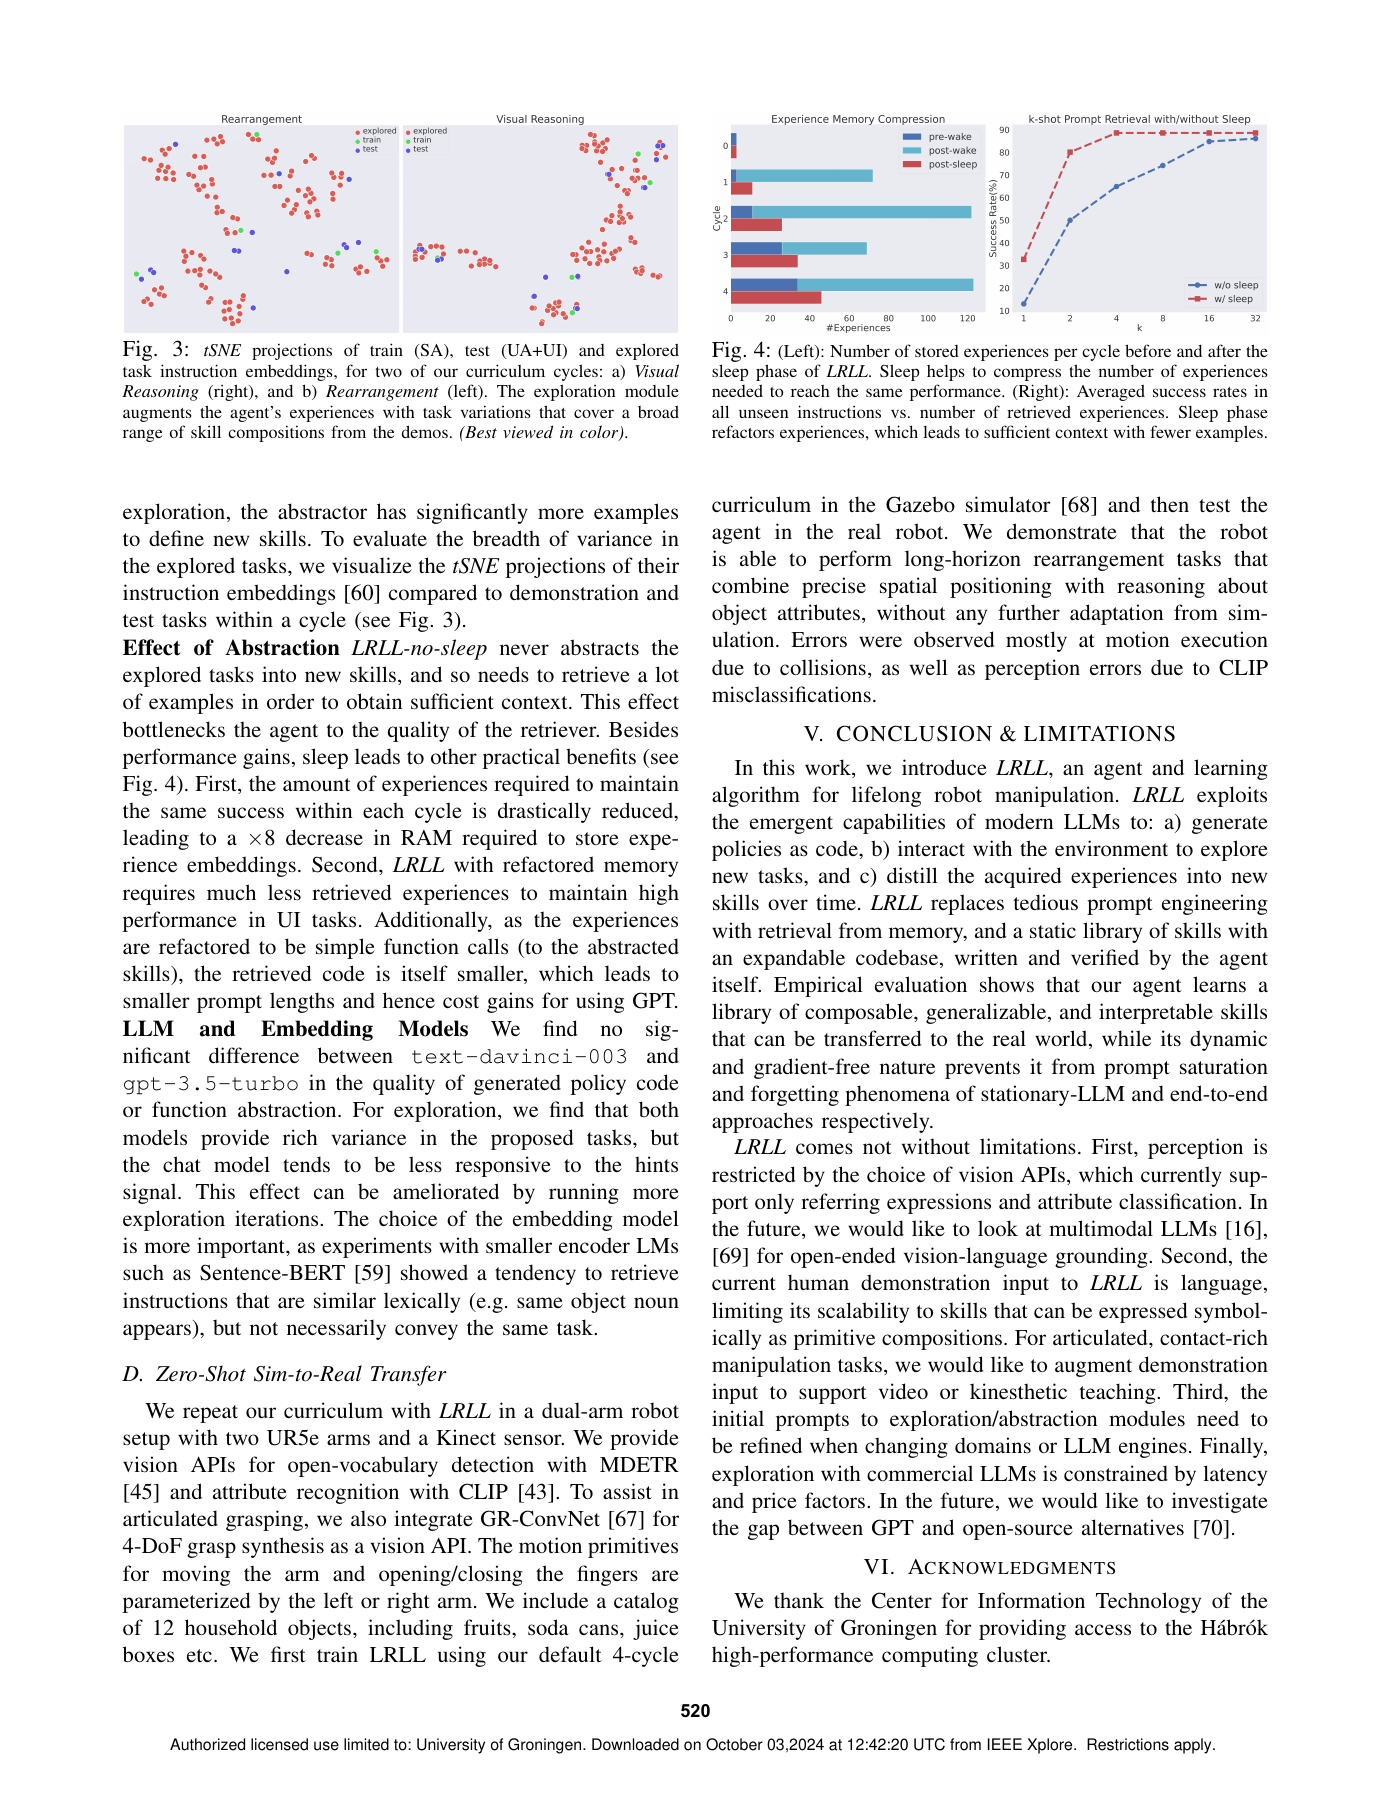 Rearrangement
explored
train
test
Visual Reasoning
explored
train
test
Fig. 3: tSNE projections of train (SA), test (UA+UI) and explored
task instruction embeddings, for two of our curriculum cycles: a) Visual
Reasoning (right), and b) Rearrangement (left). The exploration module
augments the agent's experiences with task variations that cover a broad
range of skill compositions from the demos. (Best viewed in color).
Experience Memory Compression
pre-wake
post-wake
post-sleep
Cycle
0
1
2
3
4
0 20 40 60 80 100 120
#Experiences
k-shot Prompt Retrieval with/without Sleep
Success Rate(%)
90
80
70
60
50
40
30
20
10
w/o sleep
w/ sleep
1 2 4 8 16 32
k
Fig. 4: (Left): Number of stored experiences per cycle before and after the
sleep phase of LRLL. Sleep helps to compress the number of experiences
needed to reach the same performance. (Right): Averaged success rates in
all unseen instructions vs. number of retrieved experiences. Sleep phase
refactors experiences, which leads to sufficient context with fewer examples.
exploration, the abstractor has significantly more examples
to define new skills. To evaluate the breadth of variance in
the explored tasks, we visualize the tSNE projections of their
instruction embeddings [60] compared to demonstration and
test tasks within a cycle (see Fig. 3).
Effect of Abstraction LRLL-no-sleep never abstracts the
explored tasks into new skills, and so needs to retrieve a lot
of examples in order to obtain sufficient context. This effect
bottlenecks the agent to the quality of the retriever. Besides
performance gains, sleep leads to other practical benefits (see
Fig. 4). First, the amount of experiences required to maintain
the same success within each cycle is drastically reduced,
leading to a ×8 decrease in RAM required to store expe-
rience embeddings. Second, LRLL with refactored memory
requires much less retrieved experiences to maintain high
performance in UI tasks. Additionally, as the experiences
are refactored to be simple function calls (to the abstracted
skills), the retrieved code is itself smaller, which leads to
smaller prompt lengths and hence cost gains for using GPT.
LLM and Embedding Models We find no sig-
nificant difference between text-davinci-003 and
gpt-3.5-turbo in the quality of generated policy code
or function abstraction. For exploration, we find that both
models provide rich variance in the proposed tasks, but
the chat model tends to be less responsive to the hints
signal. This effect can be ameliorated by running more
exploration iterations. The choice of the embedding model
is more important, as experiments with smaller encoder LMs
such as Sentence-BERT [59] showed a tendency to retrieve
instructions that are similar lexically (e.g. same object noun
appears), but not necessarily convey the same task.
D. Zero-Shot Sim-to-Real Transfer
We repeat our curriculum with LRLL in a dual-arm robot
setup with two UR5e arms and a Kinect sensor. We provide
vision APIs for open-vocabulary detection with MDETR
[45] and attribute recognition with CLIP [43]. To assist in
articulated grasping, we also integrate GR-ConvNet [67] for
4-DoF grasp synthesis as a vision API. The motion primitives
for moving the arm and opening/closing the fingers are
parameterized by the left or right arm. We include a catalog
of 12 household objects, including fruits, soda cans, juice
boxes etc. We first train LRLL using our default 4-cycle
curriculum in the Gazebo simulator [68] and then test the
agent in the real robot. We demonstrate that the robot
is able to perform long-horizon rearrangement tasks that
combine precise spatial positioning with reasoning about
object attributes, without any further adaptation from sim-
ulation. Errors were observed mostly at motion execution
due to collisions, as well as perception errors due to CLIP
misclassifications.
V. CONCLUSION & LIMITATIONS
In this work, we introduce LRLL, an agent and learning
algorithm for lifelong robot manipulation. LRLL exploits
the emergent capabilities of modern LLMs to: a) generate
policies as code, b) interact with the environment to explore
new tasks, and c) distill the acquired experiences into new
skills over time. LRLL replaces tedious prompt engineering
with retrieval from memory, and a static library of skills with
an expandable codebase, written and verified by the agent
itself. Empirical evaluation shows that our agent learns a
library of composable, generalizable, and interpretable skills
that can be transferred to the real world, while its dynamic
and gradient-free nature prevents it from prompt saturation
and forgetting phenomena of stationary-LLM and end-to-end
approaches respectively.
LRLL comes not without limitations. First, perception is
restricted by the choice of vision APIs, which currently sup-
port only referring expressions and attribute classification. In
the future, we would like to look at multimodal LLMs [16],
[69] for open-ended vision-language grounding. Second, the
current human demonstration input to LRLL is language,
limiting its scalability to skills that can be expressed symbol-
ically as primitive compositions. For articulated, contact-rich
manipulation tasks, we would like to augment demonstration
input to support video or kinesthetic teaching. Third, the
initial prompts to exploration/abstraction modules need to
be refined when changing domains or LLM engines. Finally,
exploration with commercial LLMs is constrained by latency
and price factors. In the future, we would like to investigate
the gap between GPT and open-source alternatives [70].
VI. ACKNOWLEDGMENTS
We thank the Center for Information Technology of the
University of Groningen for providing access to the Hábrók
high-performance computing cluster.
520
Authorized licensed use limited to: University of Groningen. Downloaded on October 03,2024 at 12:42:20 UTC from IEEE Xplore. Restrictions apply.